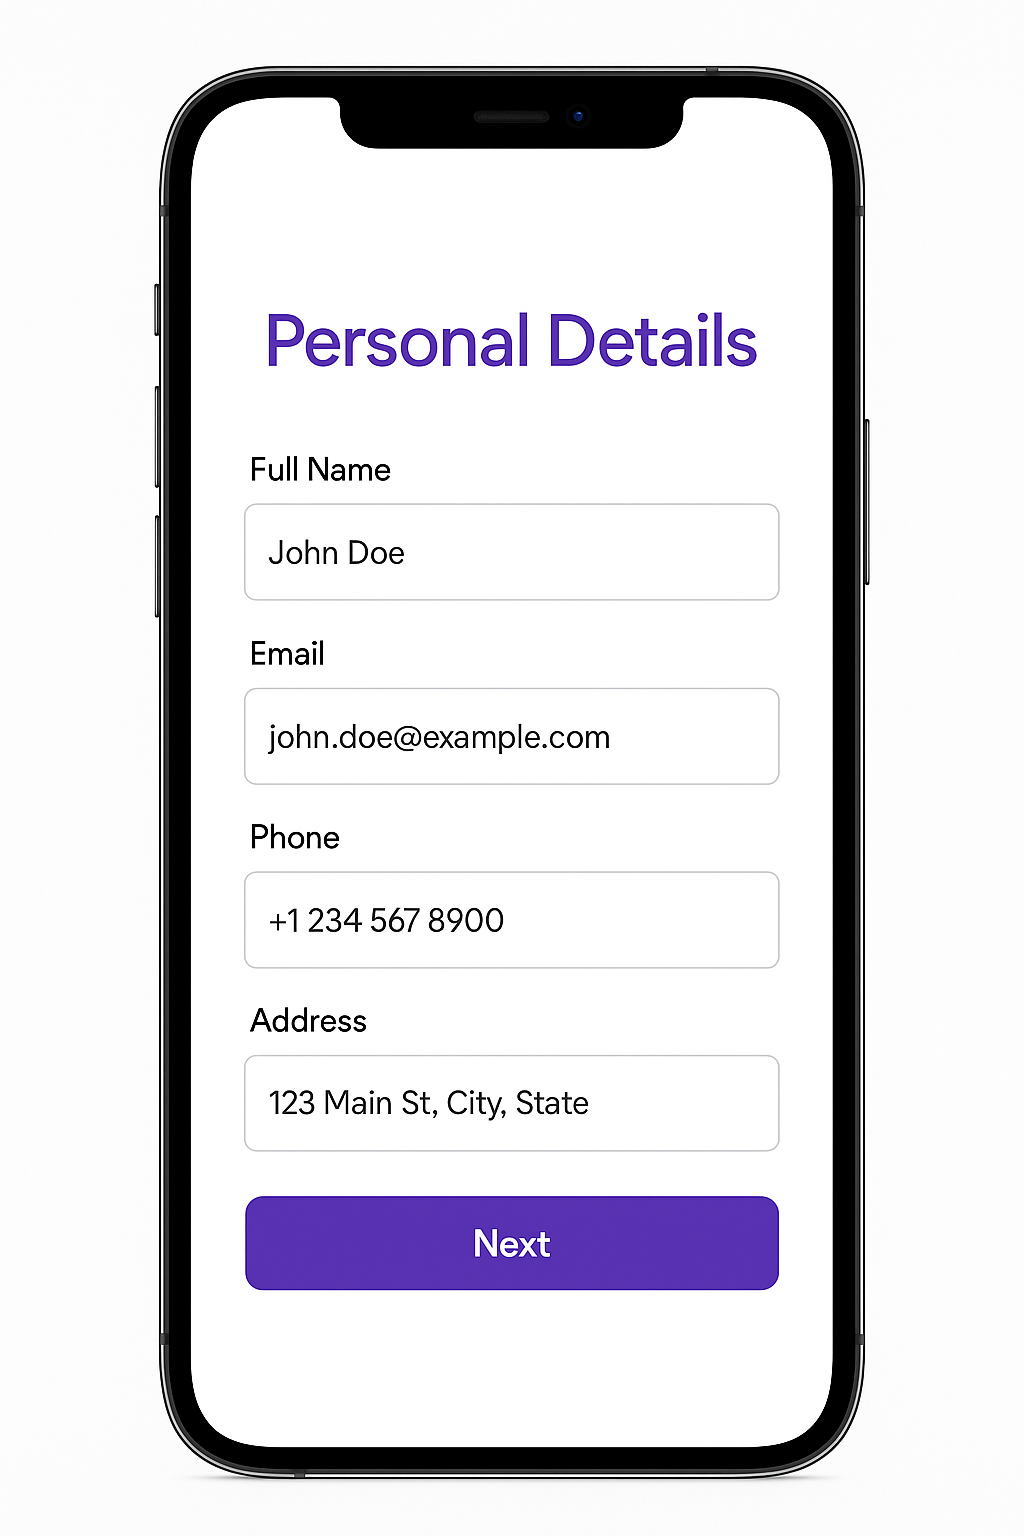 Personal Details
Full Name
John Doe
Email
john.doe@example.com
Phone
+1 234 567 8900
Address
123 Main St, City, State
Next